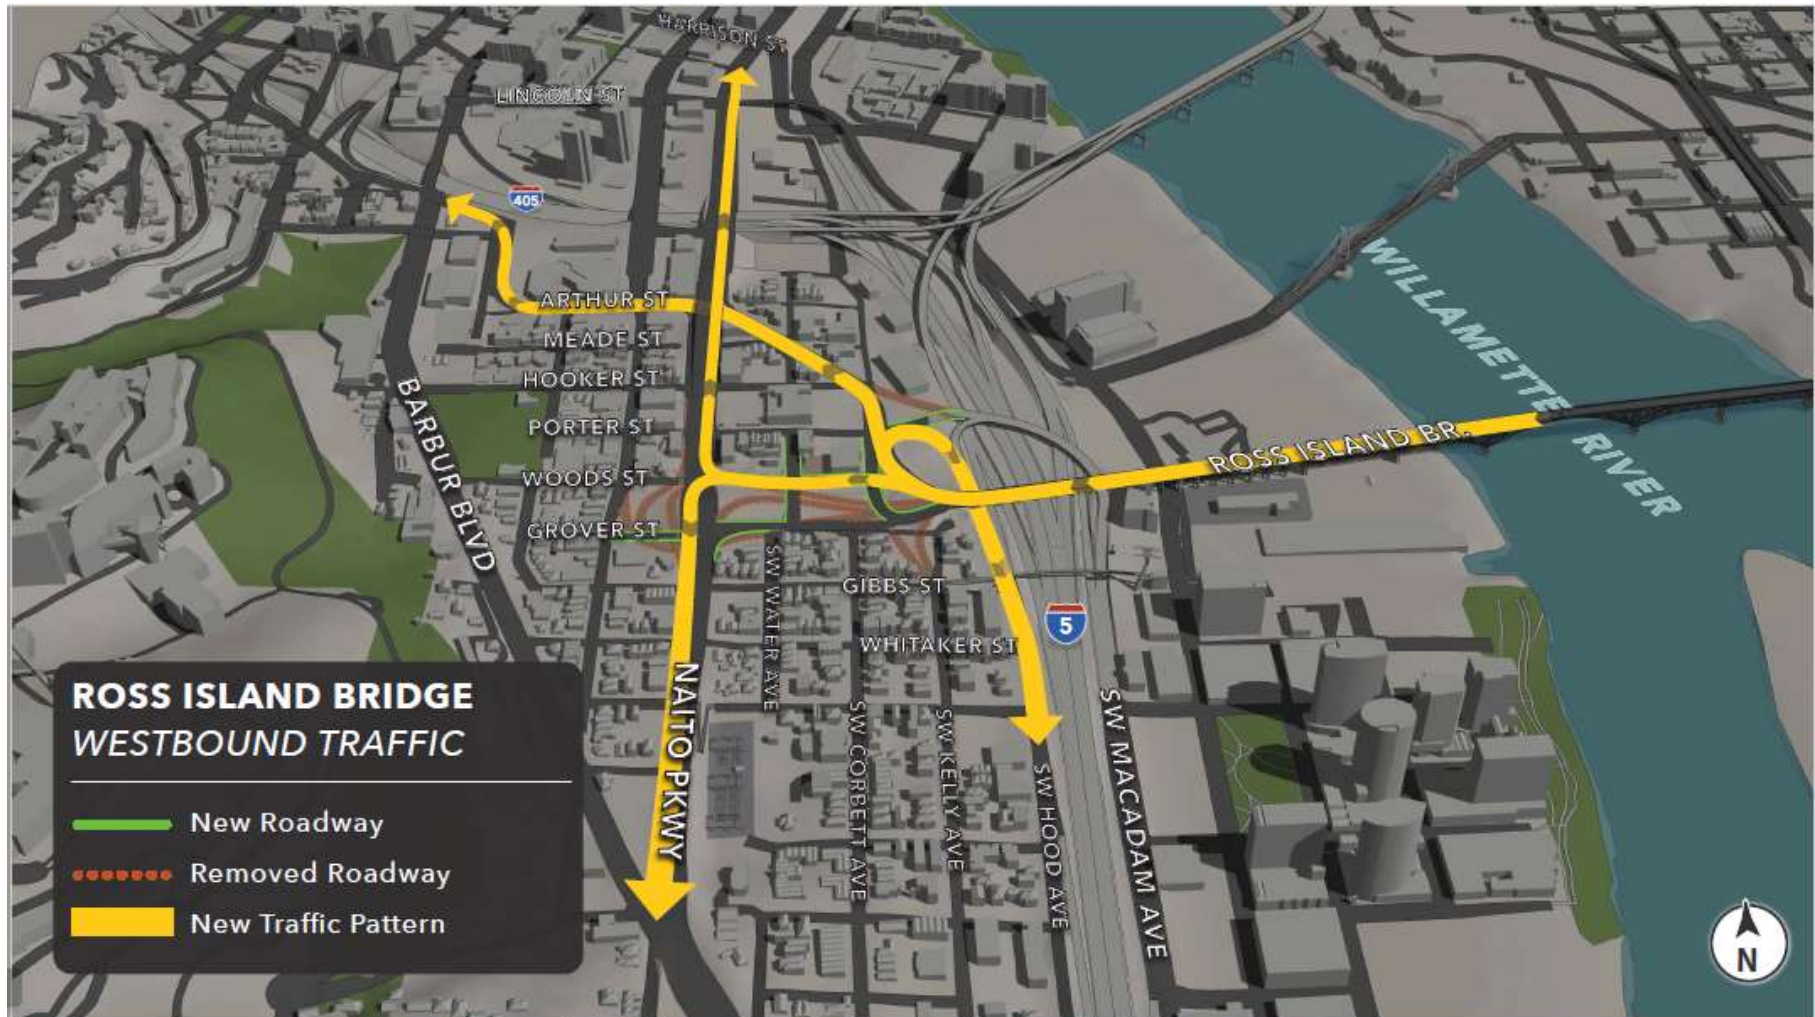 HARRISON ST
LINCOLN ST
405
ARTHUR ST
MEADE ST
HOOKER ST
PORTER ST
WOODS ST
GROVER ST
BARBUR BLVD
WILLAMETTE RIVER
ROSS ISLAND BR.
GIBBS ST
WHITAKER ST
5
NAITO PKWY
SW WATER AVE
SW CORBETT AVE
SW KELLY AVE
SW HOOD AVE
SW MACADAM AVE
ROSS ISLAND BRIDGE
WESTBOUND TRAFFIC
New Roadway
Removed Roadway
New Traffic Pattern
N